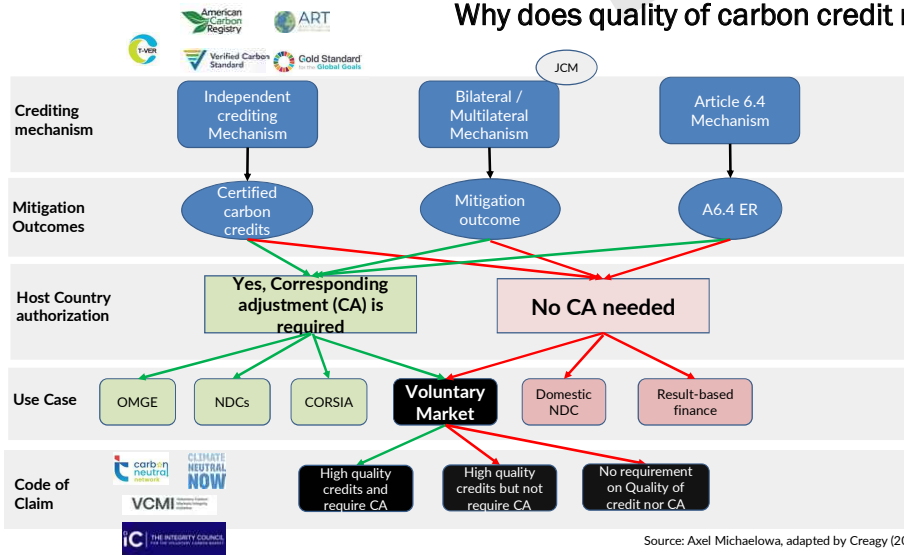 Why does quality of carbon credit
American
Carbon
Registry
ART
T-VER
Verified Carbon
Standard
Gold Standard
for the Global Goals
JCM
Crediting
mechanism
Independent
crediting
Mechanism
Bilateral /
Multilateral
Mechanism
Article 6.4
Mechanism
Mitigation
Outcomes
Certified
carbon
credits
Mitigation
outcome
A6.4 ER
Host Country
authorization
Yes, Corresponding
adjustment (CA) is
required
No CA needed
Use Case
OMGE
NDCs
CORSIA
Voluntary
Market
Domestic
NDC
Result-based
finance
Code of
Claim
carbon
neutral
network
CLIMATE
NEUTRAL
NOW
VCMI
iC THE INTEGRITY COUNCIL
FOR THE VOLUNTARY CARBON MARKET
High quality
credits and
require CA
High quality
credits but not
require CA
No requirement
on Quality of
credit nor CA
Source: Axel Michaelowa, adapted by Creagy (20